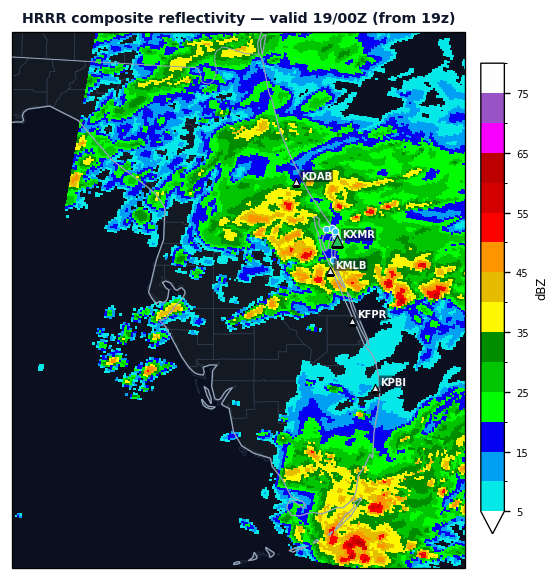 HRRR composite reflectivity — valid 19/00Z (from 19z)
KDAB
KXMR
KMLB
KFPR
KPBI
75
65
55
45
35
25
15
5
dBZ